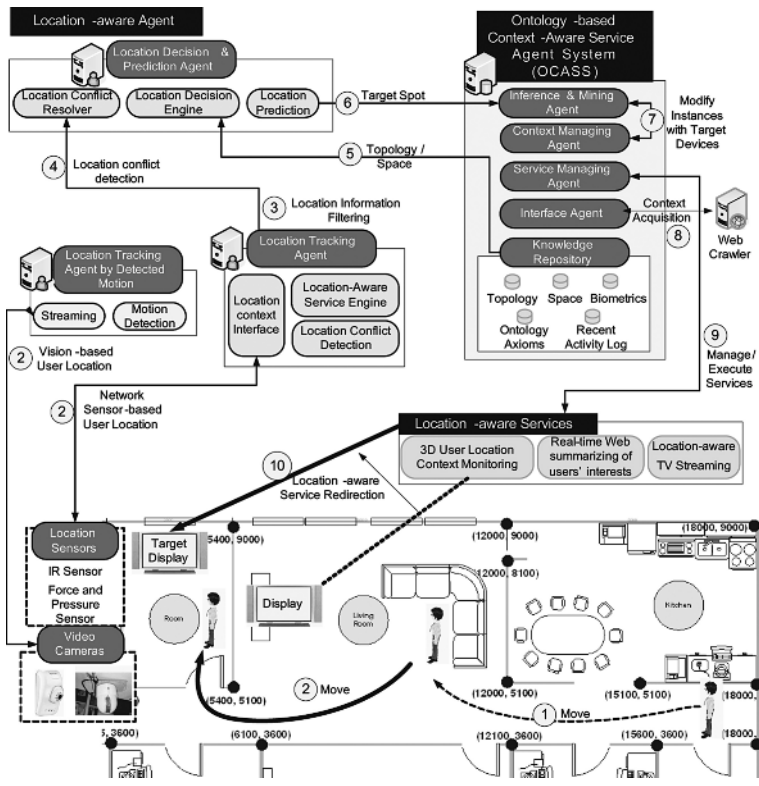 Location -aware Agent
Location Decision & Prediction Agent
Location Conflict
Resolver
Location Decision
Engine
Location
Prediction
6 Target Spot
Ontology -based
Context -Aware Service
Agent System
(OCASS)
Inference & Mining
Agent
Context Managing
Agent
Service Managing
Agent
Interface Agent
Knowledge
Repository
Topology Space Biometrics
Ontology
Axioms
Recent
Activity Log
7 Modify
Instances
with Target
Devices
Context
Acquisition
8
Web
Crawler
9
Manage/
Execute
Services
4 Location conflict
detection
5 Topology /
Space
3 Location Information
Filtering
Location Tracking
Agent by Detected
Motion
Streaming
Motion
Detection
Location Tracking
Agent
Location
context
Interface
Location-Aware
Service Engine
Location Conflict
Detection
2 Vision -based
User Location
2 Network
Sensor-based
User Location
Location -aware Services
3D User Location
Context Monitoring
Real-time Web
summarizing of
users' interests
Location-aware
TV Streaming
10
Location -aware
Service Redirection
Location
Sensors
IR Sensor
Force and
Pressure
Sensor
Video
Cameras
Target
Display
5400, 9000)
(12000, 9000)
(18000, 9000)
(12000, 8100)
Display
Room
Living
Room
Kitchen
2 Move
(5400, 5100)
(12000, 5100)
(15100, 5100)
(18000,
1 Move
5, 3600)
(6100, 3600)
(12100, 3600)
(15600, 3600)
(18000